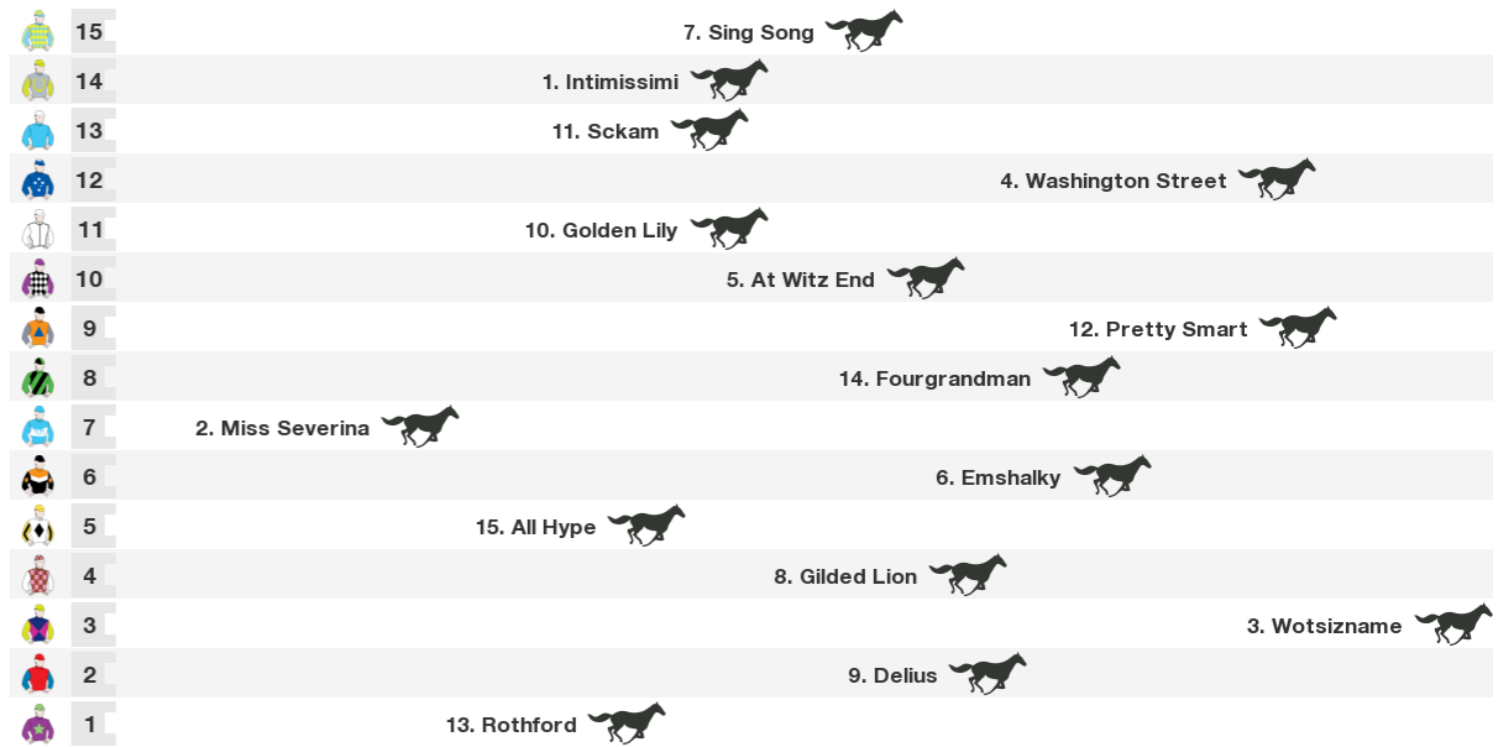 15 7. Sing Song
14 1. Intimissimi
13 11. Sckam
12 4. Washington Street
11 10. Golden Lily
10 5. At Witz End
9 12. Pretty Smart
8 14. Fourgrandman
7 2. Miss Severina
6 6. Emshalky
5 15. All Hype
4 8. Gilded Lion
3 3. Wotsizname
2 9. Delius
1 13. Rothford